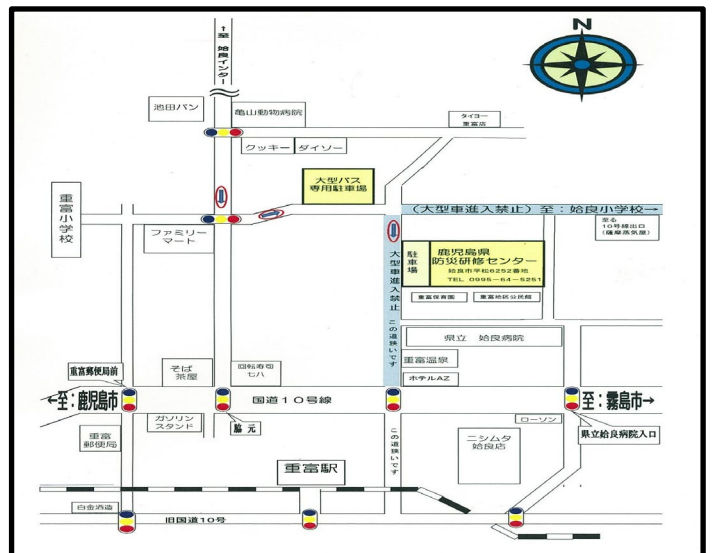 N
←至 姶良インター
池田パン
亀山動物病院
タイヨー
重富店
クッキー
ダイソー
大型バス
専用駐車場
重富小学校
(大型車進入禁止) 至:姶良小学校→
至る
10号線出口
(薩摩蒸気屋)
ファミリー
マート
大型車進入禁止
この道狭いです
駐車場
鹿児島県
防災研修センター
姶良市平松6252番地
TEL 0995-64-5251
重富保育園
重富地区公民館
県立 姶良病院
重富温泉
ホテルAZ
重富郵便局前
そば
茶屋
回転寿司
七八
←至:鹿児島市
国道10号線
至:霧島市→
重富
郵便局
ガソリン
スタンド
脇元
この道狭いです
ローソン
ニシムタ
姶良店
県立姶良病院入口
重富駅
白金酒造
旧国道10号